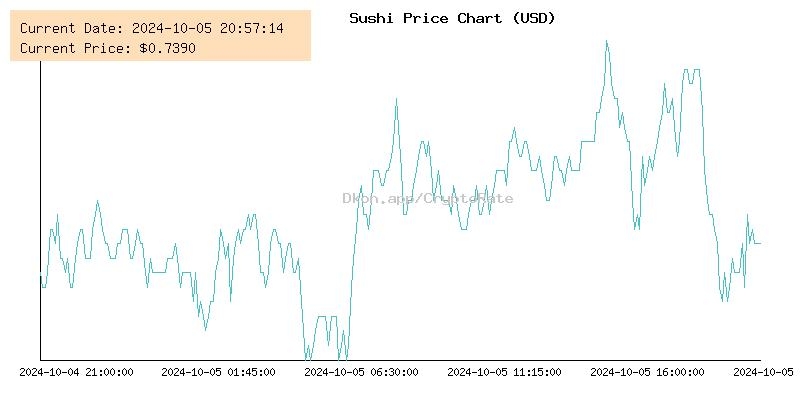 Sushi Price Chart (USD)
Current Date: 2024-10-05 20:57:14
Current Price: $0.7390
Dkon.app/CryptoRate
2024-10-04 21:00:00 2024-10-05 01:45:00 2024-10-05 06:30:00 2024-10-05 11:15:00 2024-10-05 16:00:00 2024-10-05